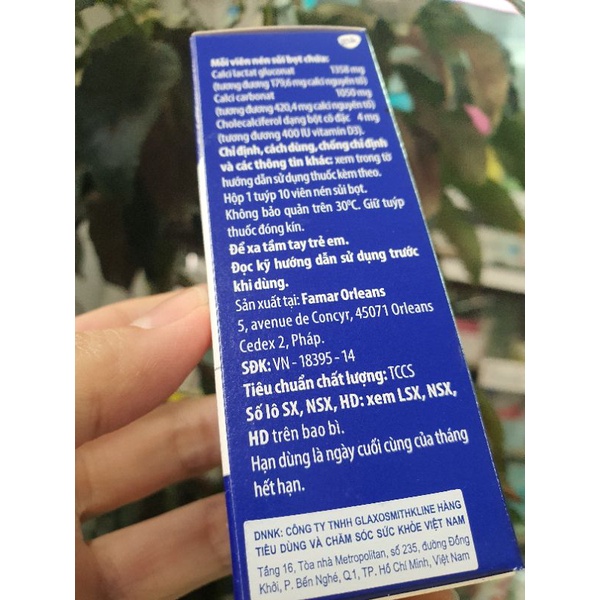 Mỗi viên nén sủi bọt chứa:
Calci lactat gluconat 1358 mg
(tương đương 179,6 mg calci nguyên tố)
Calci carbonat 1050 mg
(tương đương 420,4 mg calci nguyên tố)
Cholecalciferol dạng bột cô đặc 4 mg
(tương đương 400 IU vitamin D3).
Chỉ định, cách dùng, chống chỉ định
và các thông tin khác: xem trong tờ
hướng dẫn sử dụng thuốc kèm theo.
Hộp 1 tuýp 10 viên nén sủi bọt.
Không bảo quản trên 30°C. Giữ tuýp
thuốc đóng kín.
Để xa tầm tay trẻ em.
Đọc kỹ hướng dẫn sử dụng trước
khi dùng.
Sản xuất tại: Famar Orleans
5, avenue de Concyr, 45071 Orleans
Cedex 2, Pháp.
SĐK: VN - 18395 - 14
Tiêu chuẩn chất lượng: TCCS
Số lô SX, NSX, HD: xem LSX, NSX,
HD trên bao bì.
Hạn dùng là ngày cuối cùng của tháng
hết hạn.
DNNK: CÔNG TY TNHH GLAXOSMITHKLINE HÀNG
TIÊU DÙNG VÀ CHĂM SÓC SỨC KHỎE VIỆT NAM
Tầng 16, Tòa nhà Metropolitan, số 235, đường Đồng
Khởi, P. Bến Nghé, Q1, TP. Hồ Chí Minh, Việt Nam